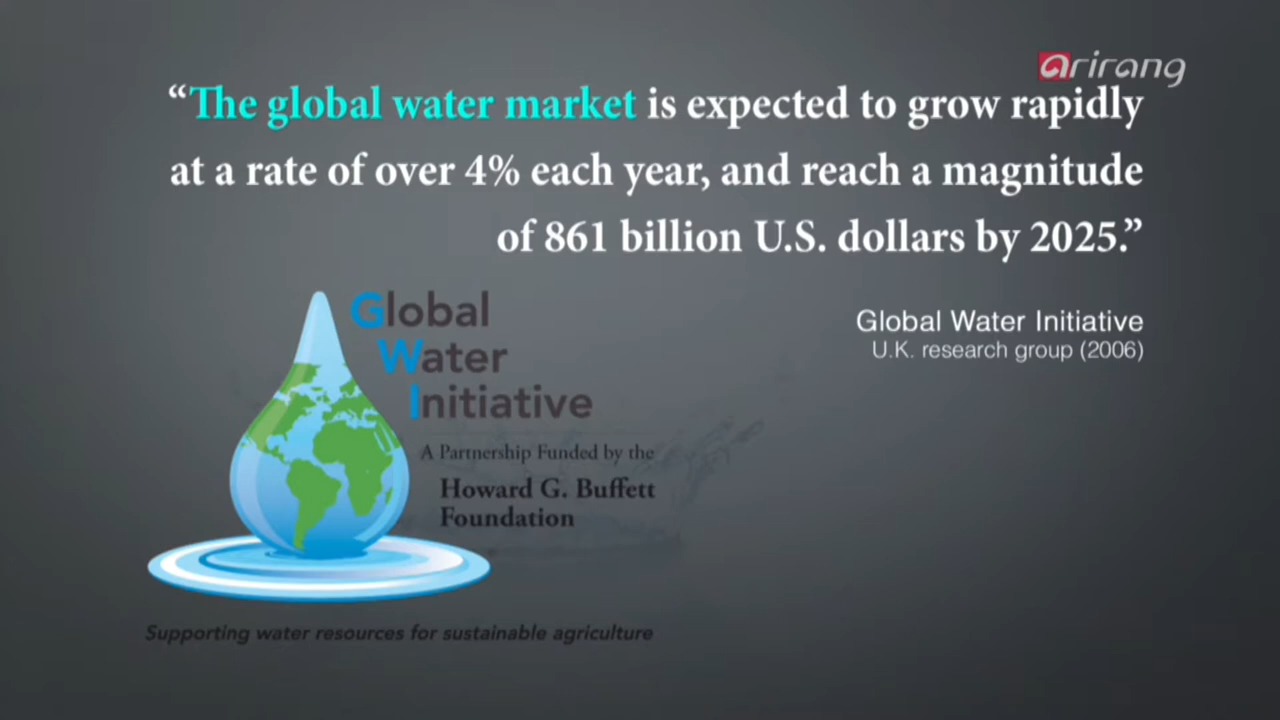 arirang
“The global water market is expected to grow rapidly
at a rate of over 4% each year, and reach a magnitude
of 861 billion U.S. dollars by 2025.”
Global Water Initiative
U.K. research group (2006)
Global
Water
Initiative
A Partnership Funded by the
Howard G. Buffett
Foundation
Supporting water resources for sustainable agriculture